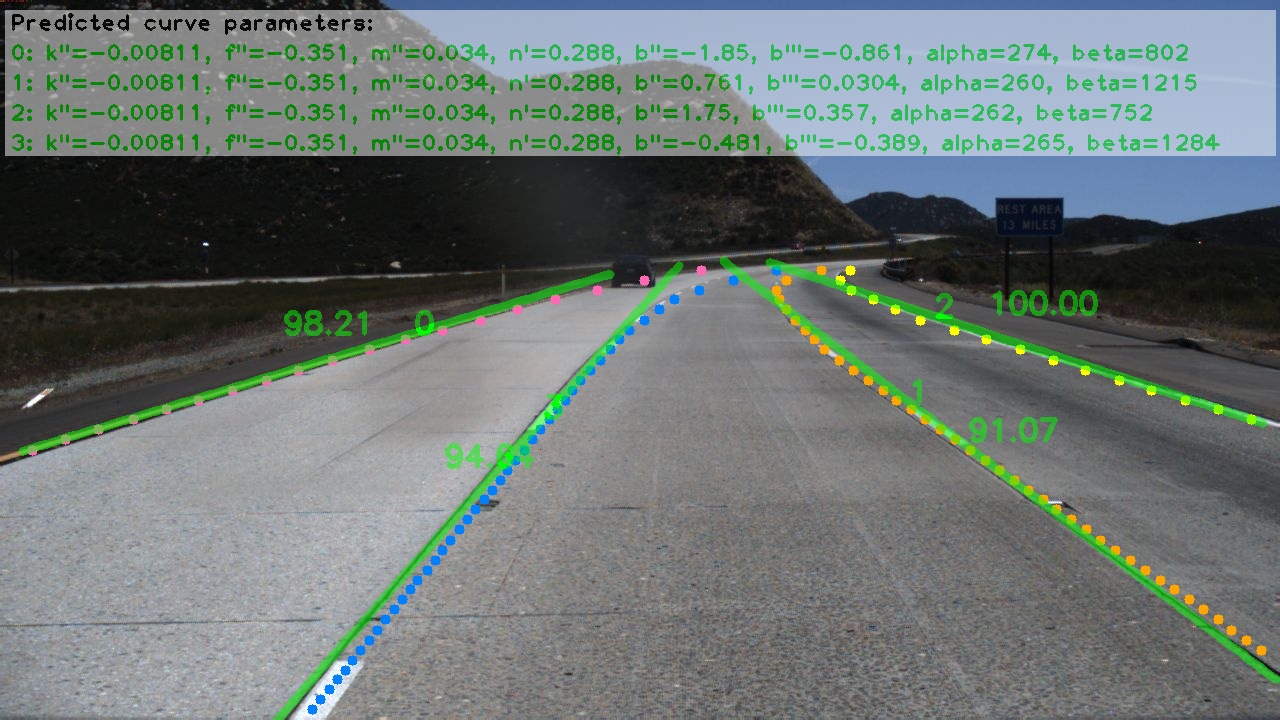 Predicted curve parameters:
0: k''=-0.00811, f''=-0.351, m''=0.034, n'=0.288, b''=-1.85, b'''=-0.861, alpha=274, beta=802
1: k''=-0.00811, f''=-0.351, m''=0.034, n'=0.288, b''=0.761, b'''=0.0304, alpha=260, beta=1215
2: k''=-0.00811, f''=-0.351, m''=0.034, n'=0.288, b''=1.75, b'''=0.357, alpha=262, beta=752
3: k''=-0.00811, f''=-0.351, m''=0.034, n'=0.288, b''=-0.481, b'''=-0.389, alpha=265, beta=1284
REST AREA
13 MILES
98.21 0
2 100.00
1
91.07